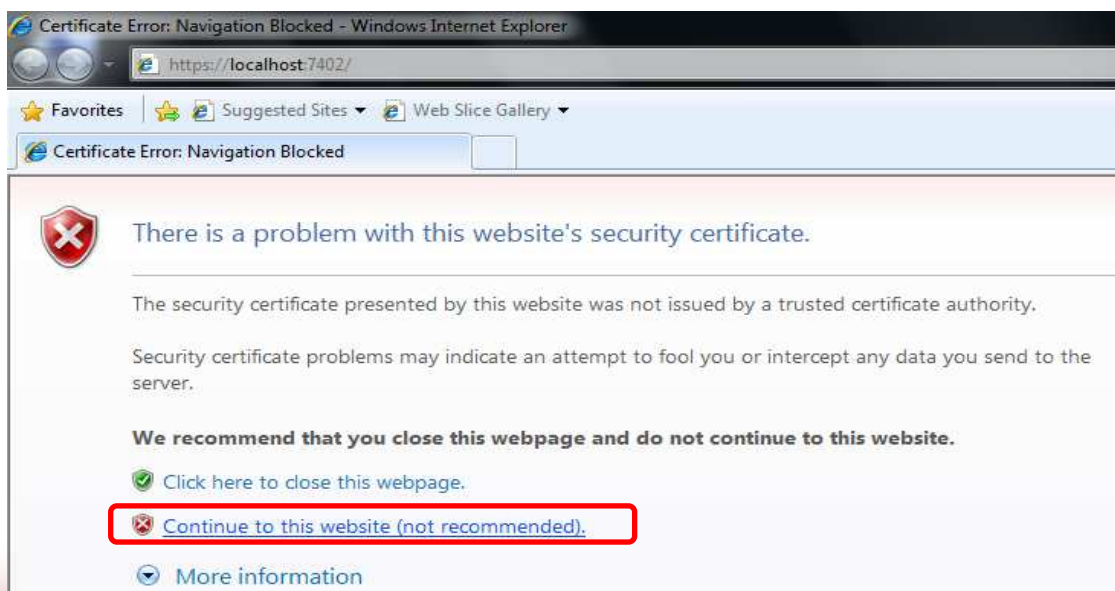 Certificate Error: Navigation Blocked - Windows Internet Explorer
https://localhost:7402/
Favorites Suggested Sites Web Slice Gallery
Certificate Error: Navigation Blocked
There is a problem with this website's security certificate.
The security certificate presented by this website was not issued by a trusted certificate authority.
Security certificate problems may indicate an attempt to fool you or intercept any data you send to the
server.
We recommend that you close this webpage and do not continue to this website.
Click here to close this webpage.
Continue to this website (not recommended).
More information